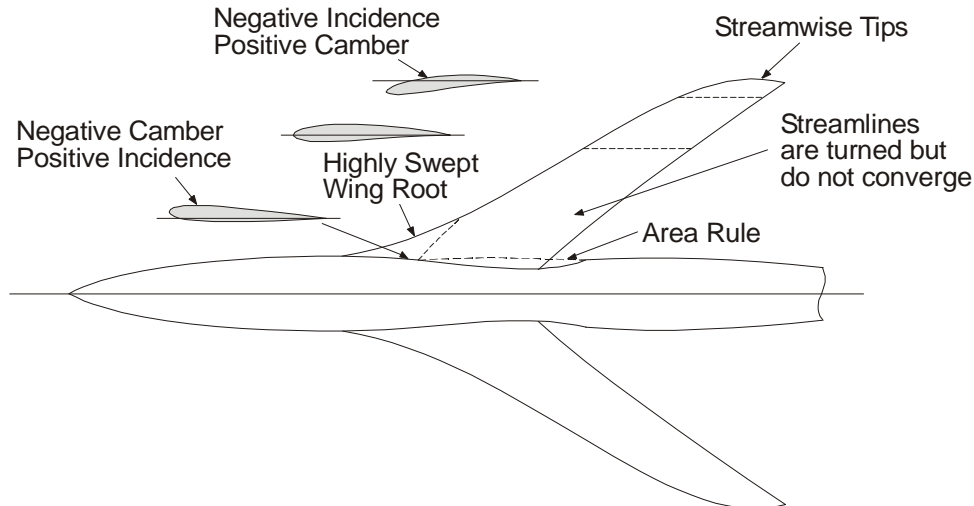 Negative Incidence
Positive Camber
Streamwise Tips
Negative Camber
Positive Incidence
Highly Swept
Wing Root
Streamlines
are turned but
do not converge
Area Rule